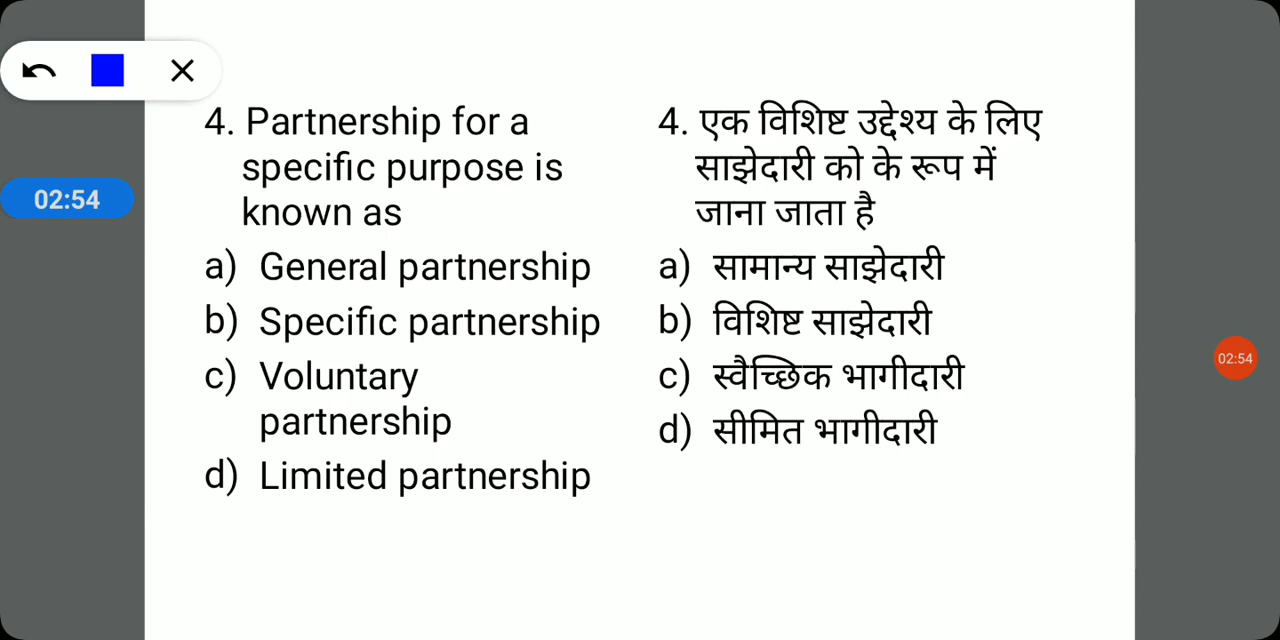 02:54
4. Partnership for a
specific purpose is
known as
a) General partnership
b) Specific partnership
c) Voluntary
partnership
d) Limited partnership
4. एक विशिष्ट उद्देश्य के लिए
साझेदारी को के रूप में
जाना जाता है
a) सामान्य साझेदारी
b) विशिष्ट साझेदारी
c) स्वैच्छिक भागीदारी
d) सीमित भागीदारी
02:54